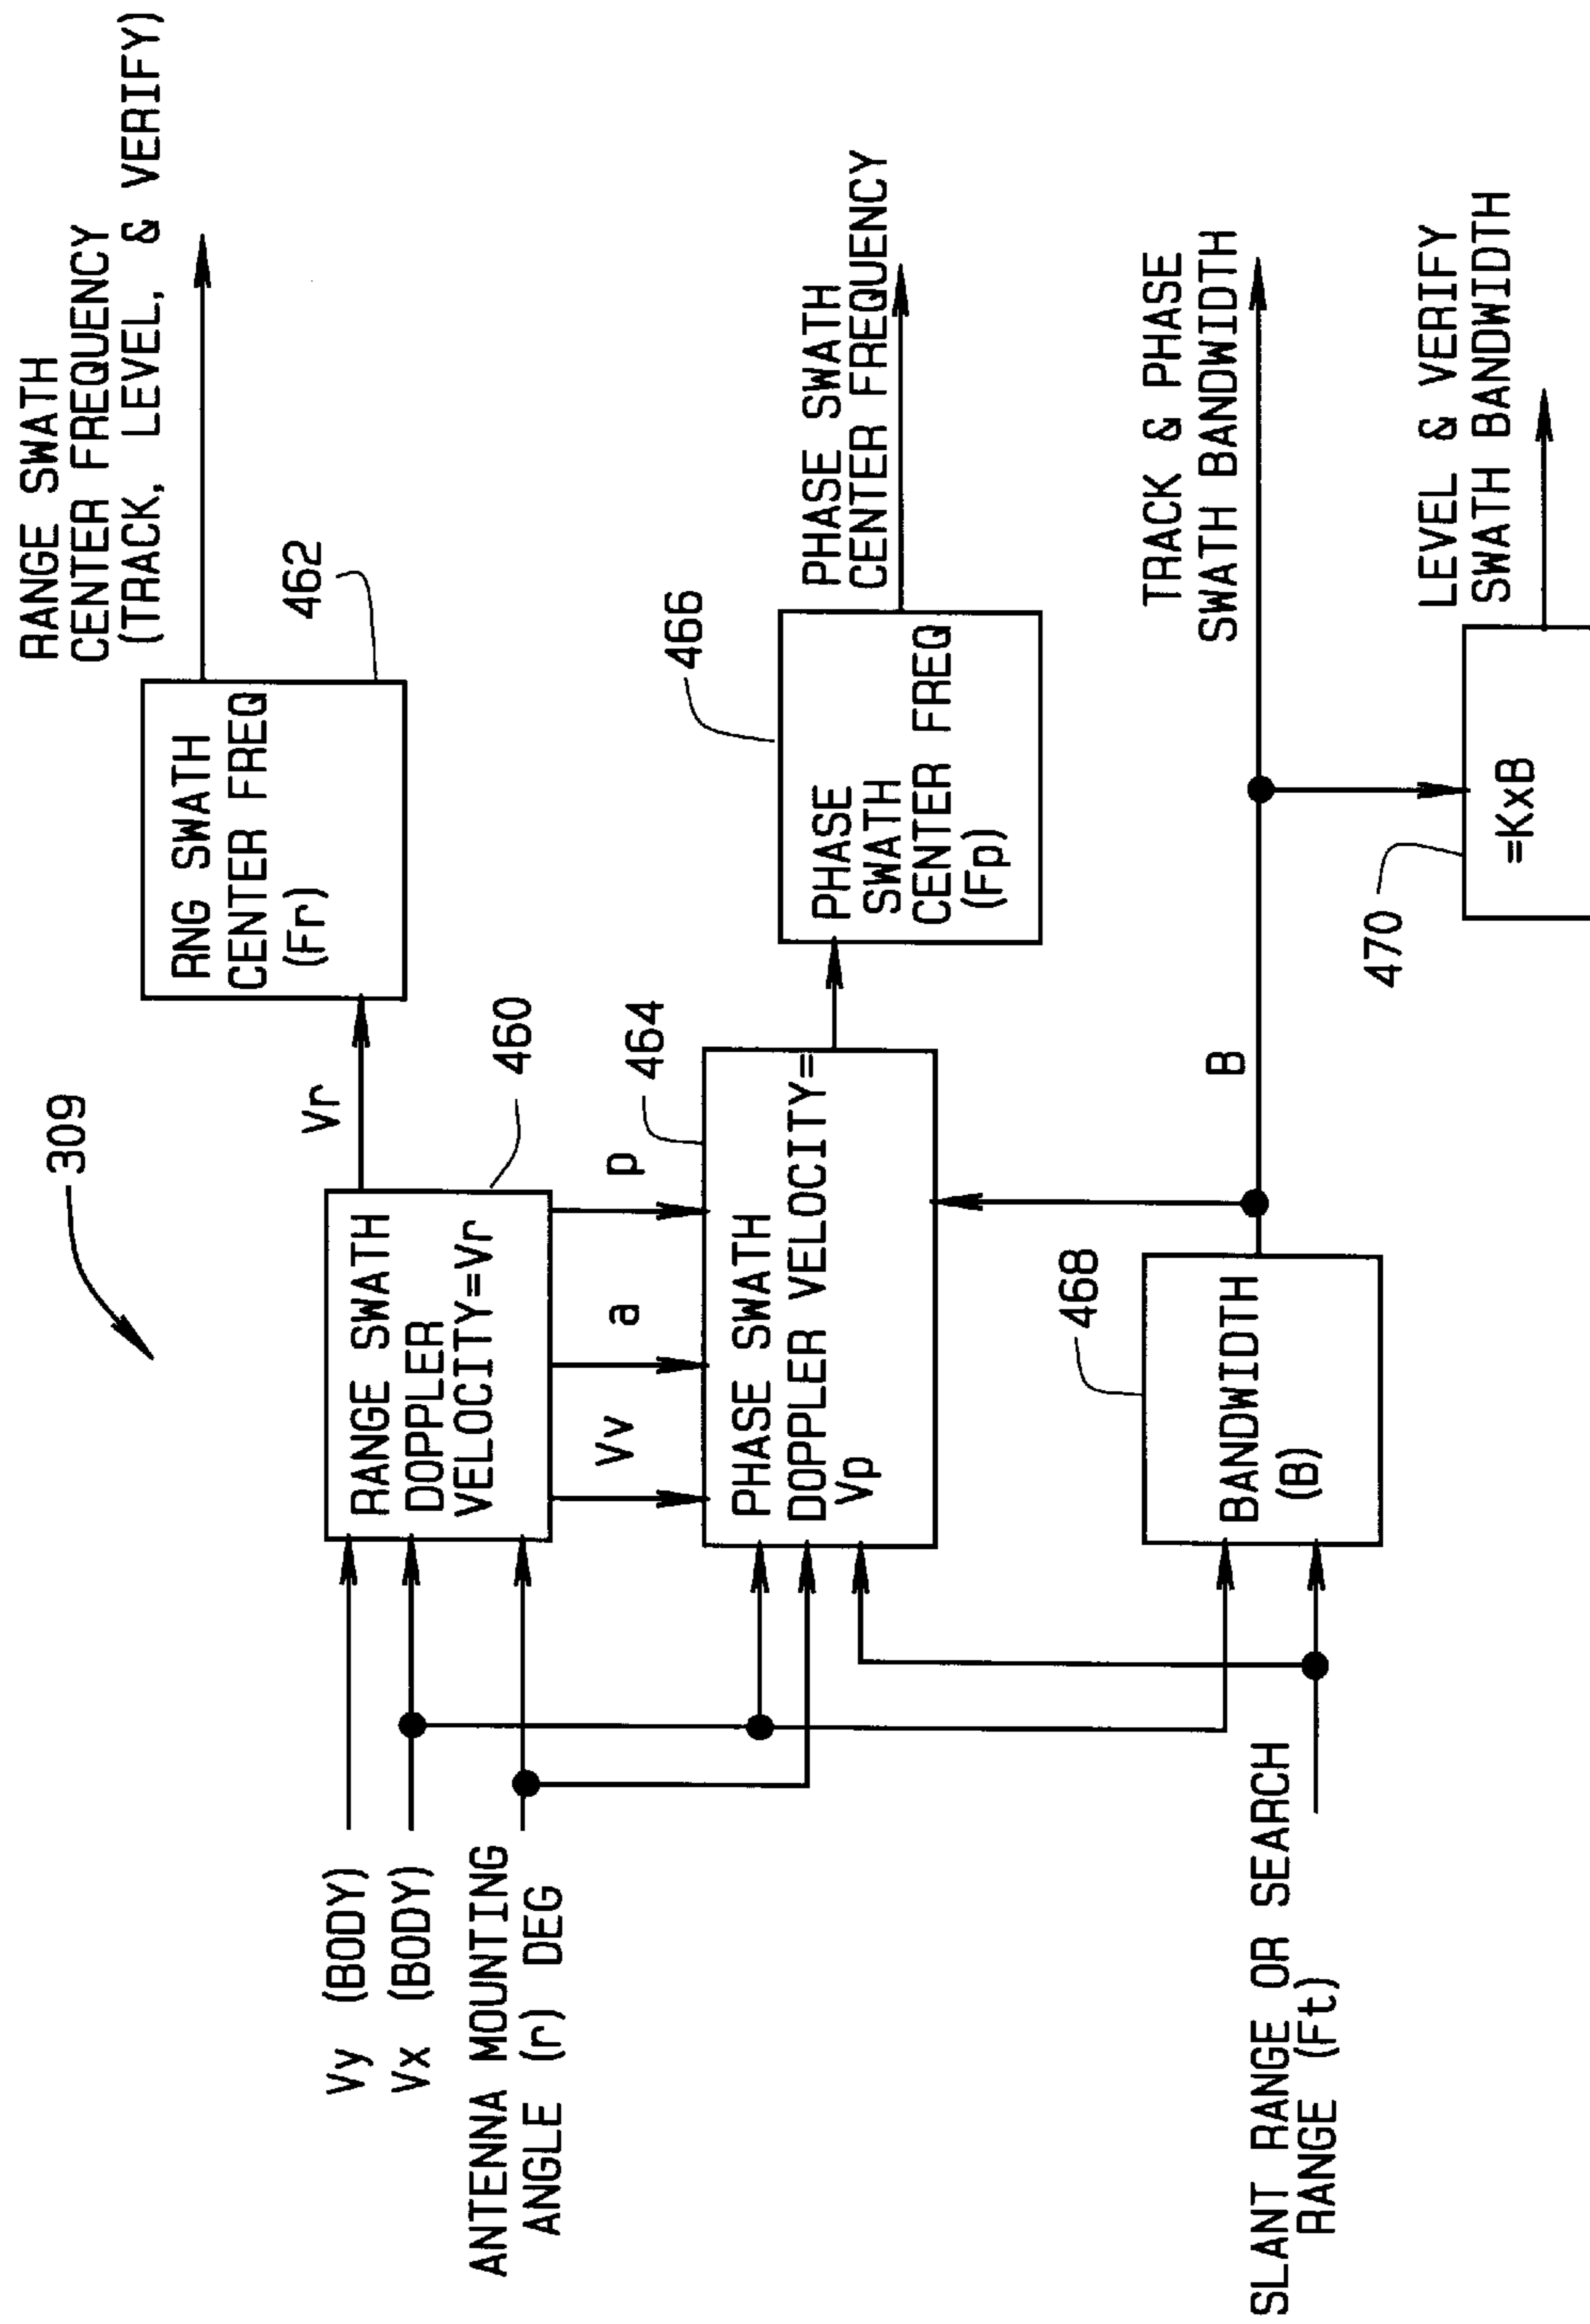 309
Vy (BODY)
Vx (BODY)
ANTENNA MOUNTING
ANGLE (r) DEG
SLANT RANGE OR SEARCH
RANGE (Ft)
RANGE SWATH
DOPPLER
VELOCITY=Vr
460
Vr
RNG SWATH
CENTER FREQ
(Fr)
462
RANGE SWATH
CENTER FREQUENCY
(TRACK, LEVEL, & VERIFY)
Vv
a
p
PHASE SWATH
DOPPLER VELOCITY=
Vp
464
PHASE
SWATH
CENTER FREQ
(Fp)
466
PHASE SWATH
CENTER FREQUENCY
BANDWIDTH
(B)
468
B
TRACK & PHASE
SWATH BANDWIDTH
=KxB
470
LEVEL & VERIFY
SWATH BANDWIDTH